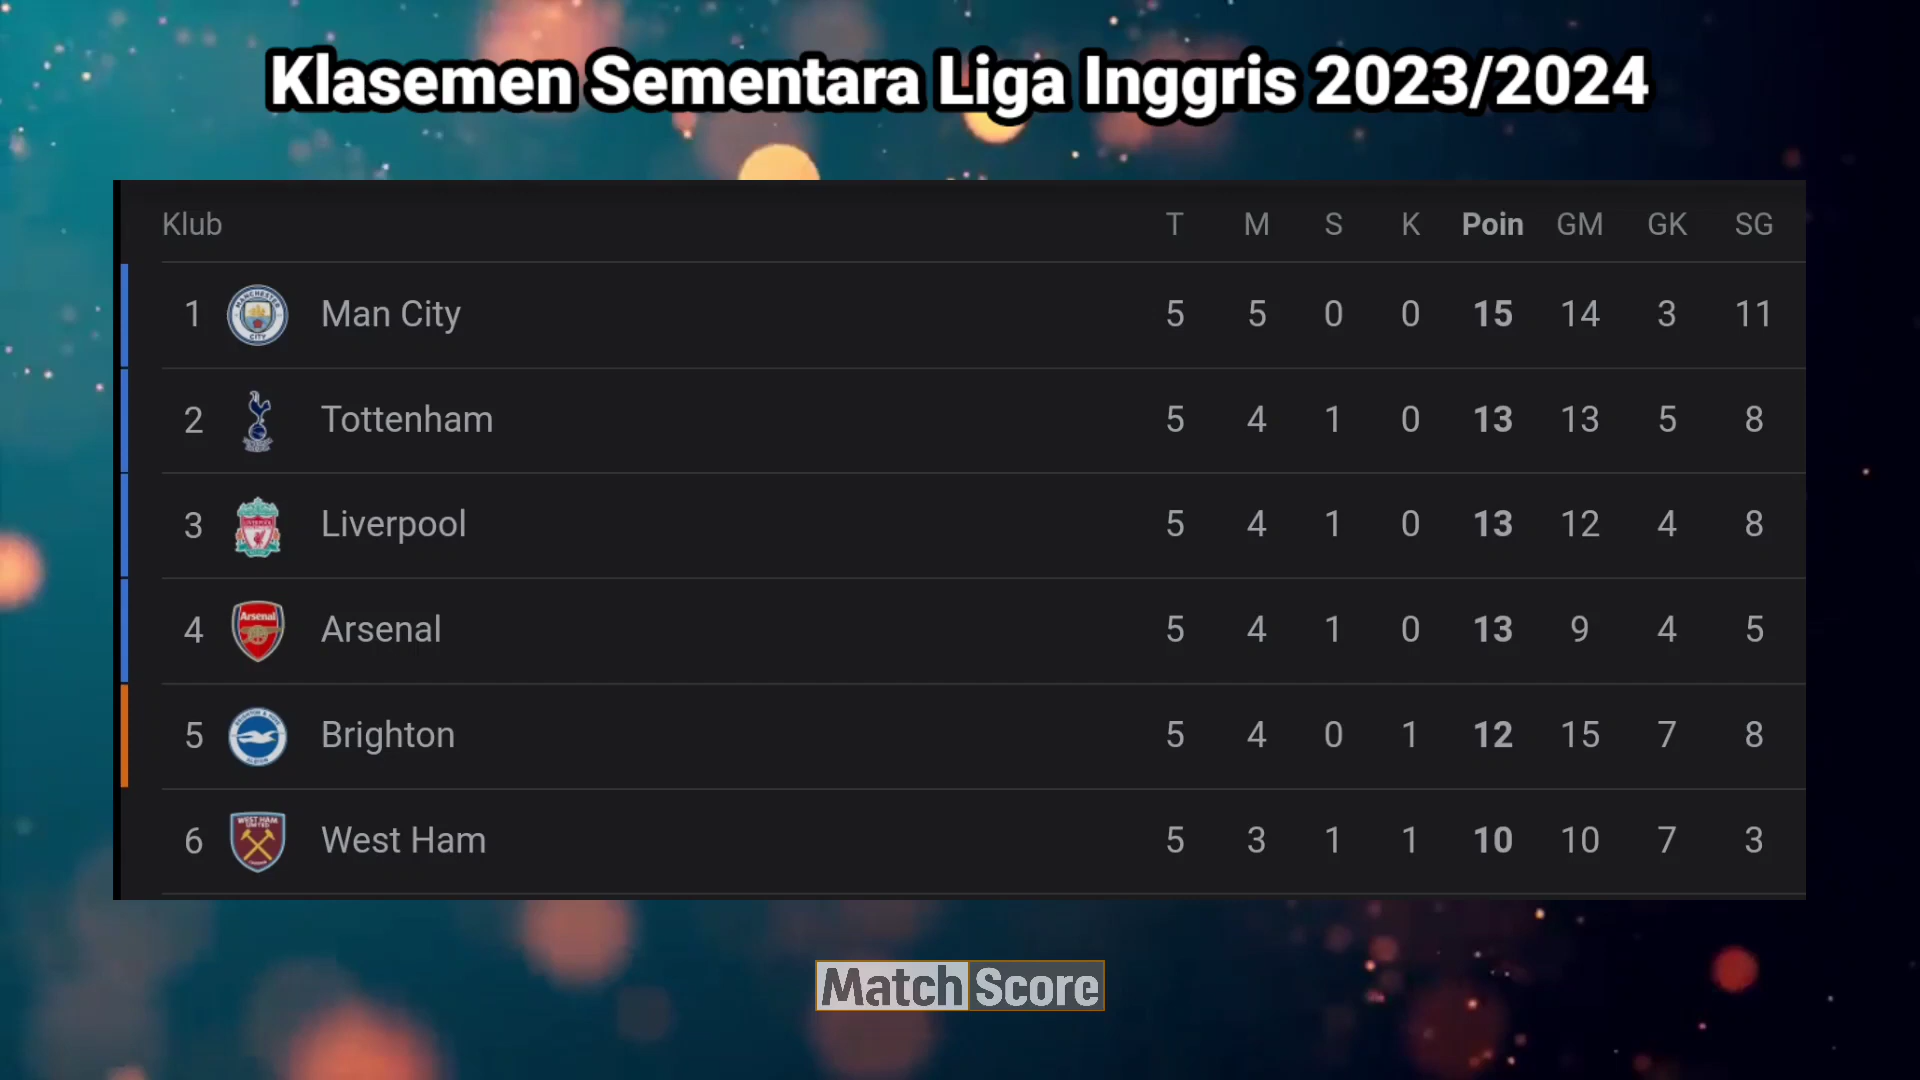 Klasemen Sementara Liga Inggris 2023/2024
Klub T M S K Poin GM GK SG
1 Man City 5 5 0 0 15 14 3 11
2 Tottenham 5 4 1 0 13 13 5 8
3 Liverpool 5 4 1 0 13 12 4 8
4 Arsenal 5 4 1 0 13 9 4 5
5 Brighton 5 4 0 1 12 15 7 8
6 West Ham 5 3 1 1 10 10 7 3
Match Score